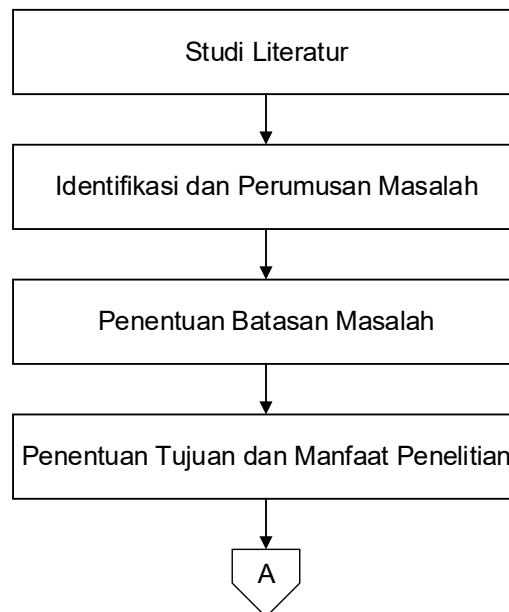 Studi Literatur
Identifikasi dan Perumusan Masalah
Penentuan Batasan Masalah
Penentuan Tujuan dan Manfaat Penelitian
A